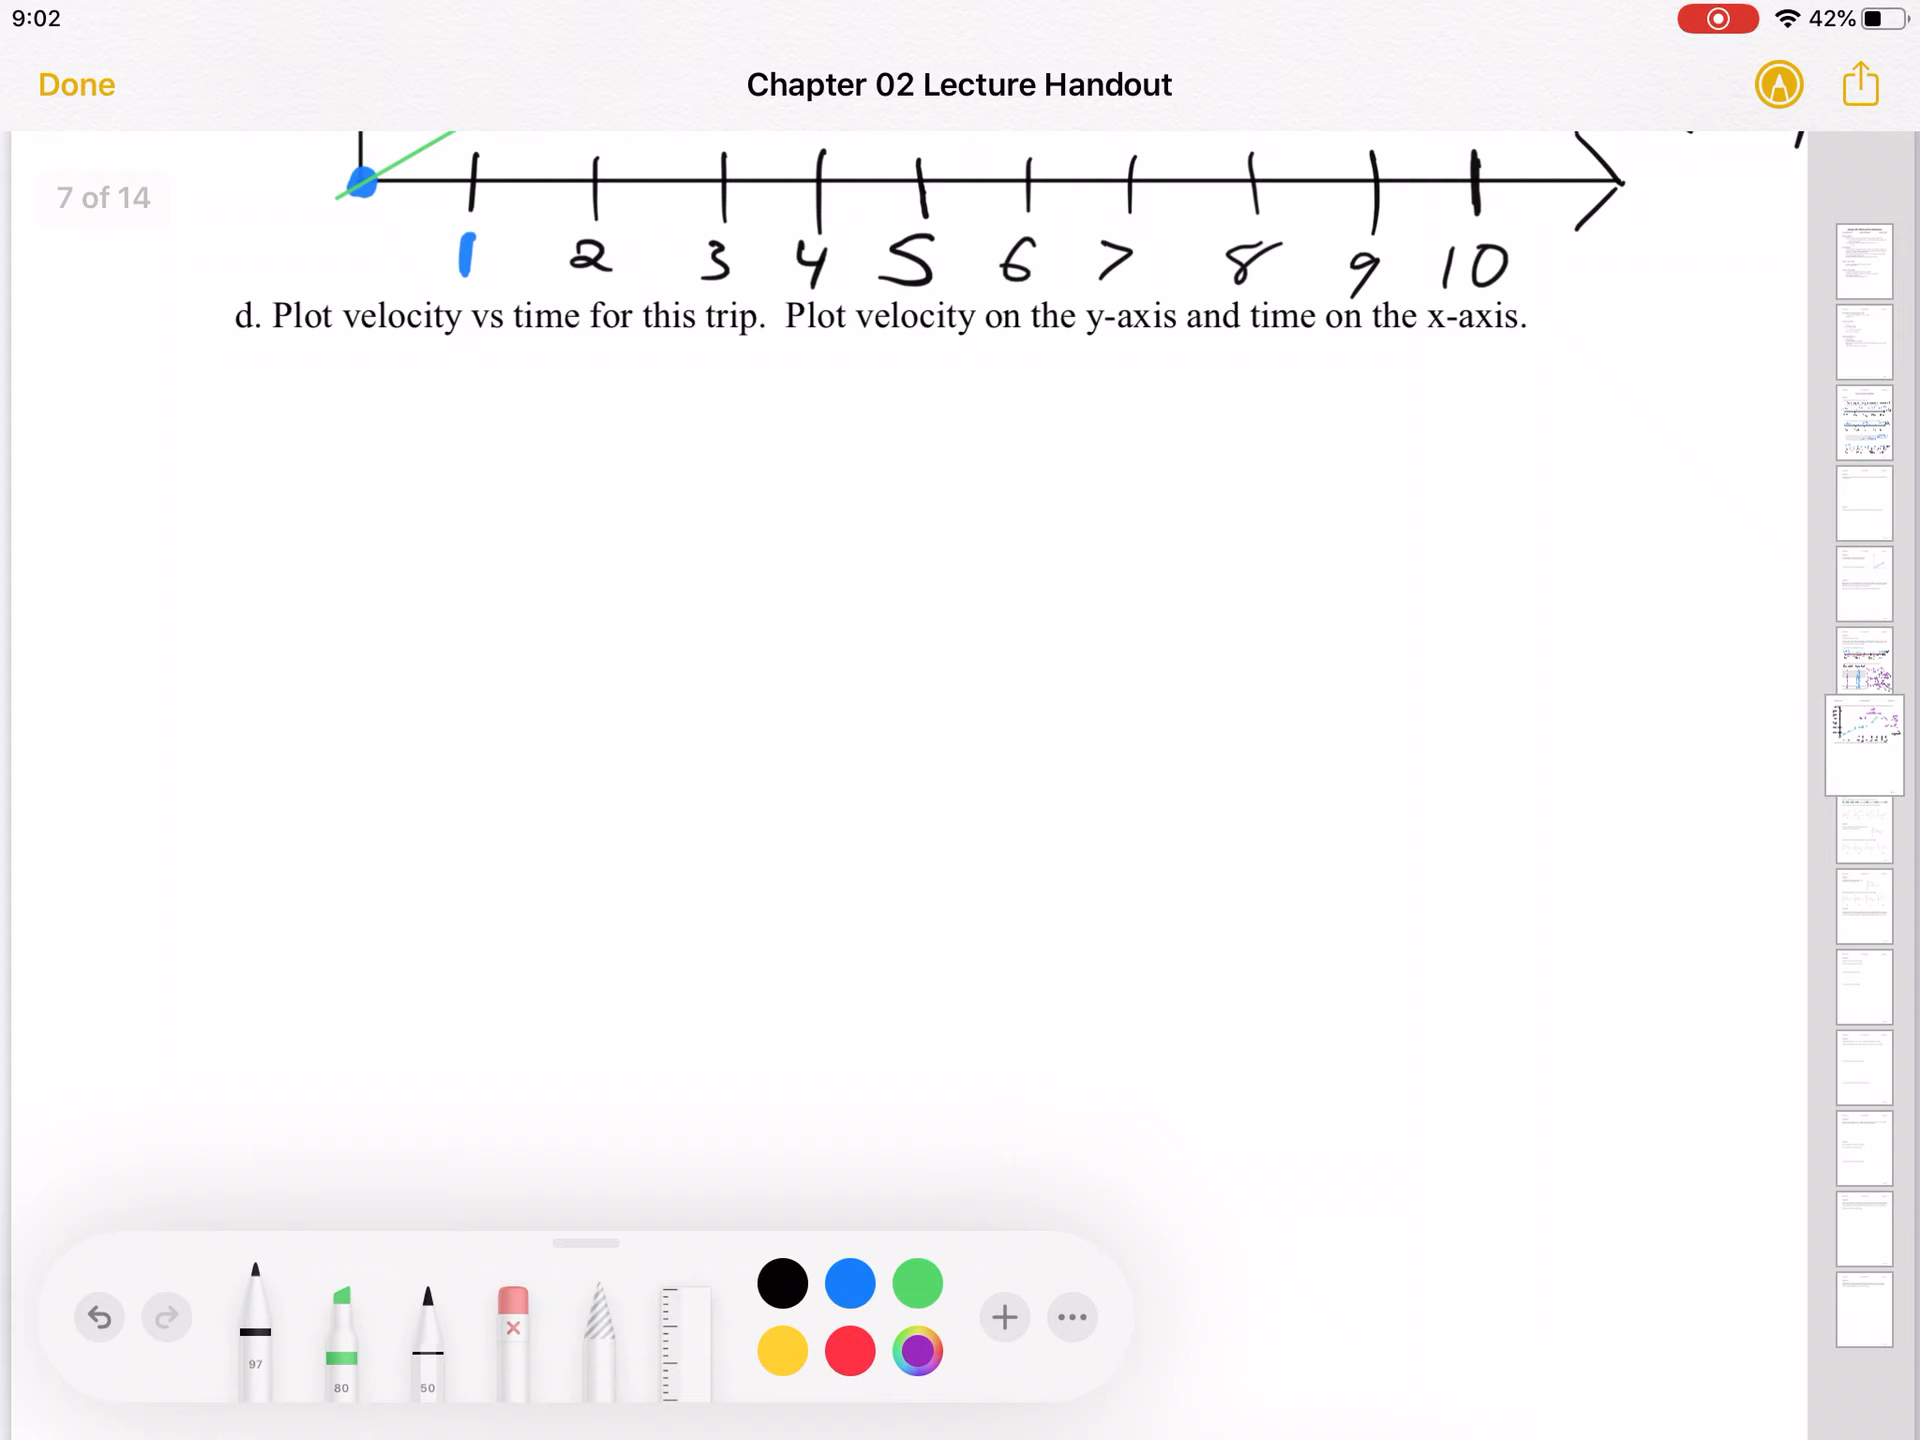 9:02
42%
Done
Chapter 02 Lecture Handout
7 of 14
1 2 3 4 5 6 7 8 9 10
d. Plot velocity vs time for this trip.  Plot velocity on the y-axis and time on the x-axis.
97
80
50